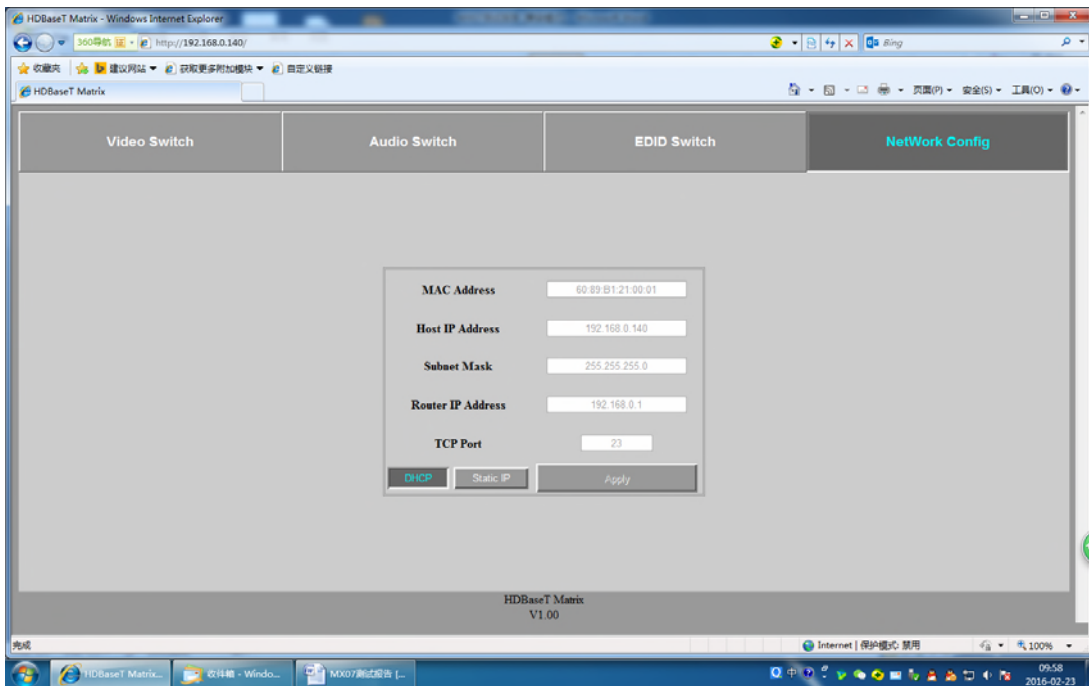 HDBaseT Matrix - Windows Internet Explorer
360导航 http://192.168.0.140/ Bing
收藏夹 建议网站 获取更多附加模块 自定义链接
HDBaseT Matrix 页面(P) 安全(S) 工具(O)
Video Switch Audio Switch EDID Switch NetWork Config
MAC Address 60:89:B1:21:00:01
Host IP Address 192.168.0.140
Subnet Mask 255.255.255.0
Router IP Address 192.168.0.1
TCP Port 23
DHCP Static IP Apply
HDBaseT Matrix
V1.00
完成 Internet | 保护模式: 禁用 100%
HDBaseT Matrix... 收件箱 - Windo... MX07测试报告 [... 中 09:58
2016-02-23